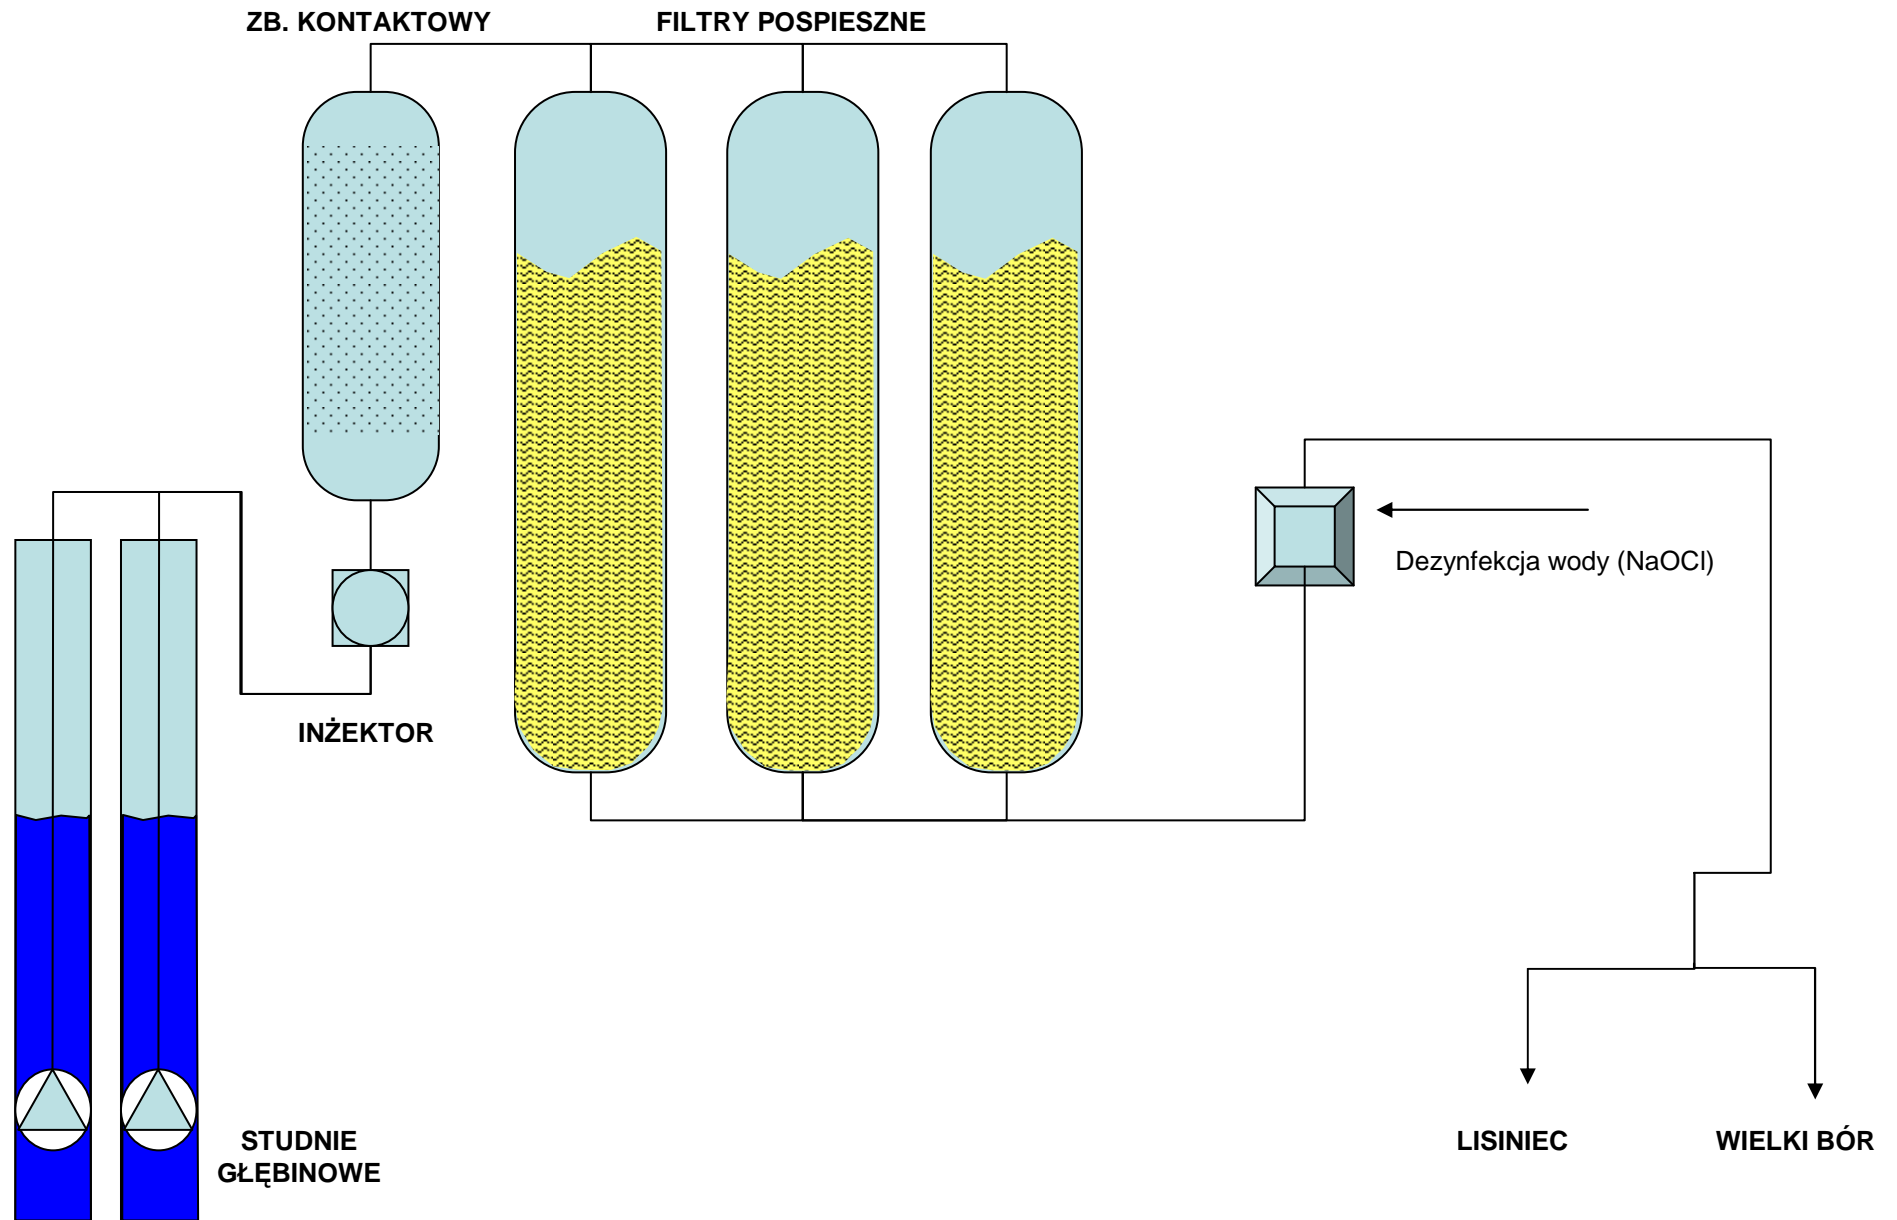 ZB. KONTAKTOWY
FILTRY POSPIESZNE
Dezynfekcja wody (NaOCl)
INŻEKTOR
STUDNIE
GŁĘBINOWE
LISINIEC
WIELKI BÓR